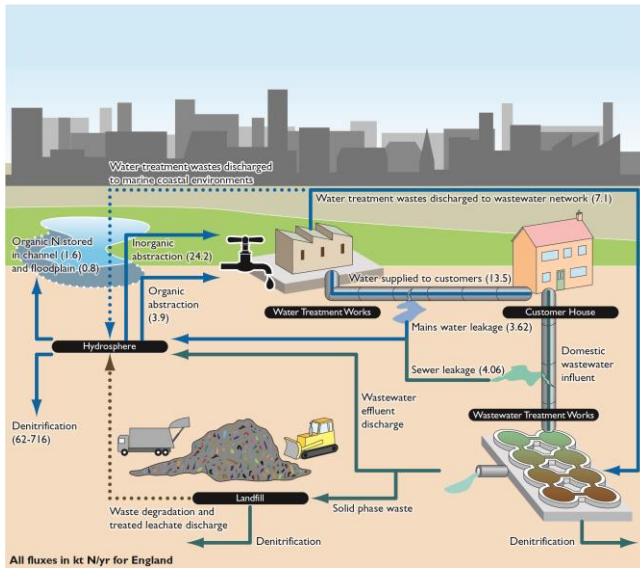 Water treatment wastes discharged
to marine coastal environments
Water treatment wastes discharged to wastewater network (7.1)
Organic N stored
in channel (1.6)
and floodplain (0.8)
Inorganic
abstraction (24.2)
Organic
abstraction
(3.9)
Water supplied to customers (13.5)
Water Treatment Works
Customer House
Mains water leakage (3.62)
Hydrosphere
Sewer leakage (4.06)
Domestic
wastewater
influent
Wastewater
effluent
discharge
Wastewater Treatment Works
Denitrification
(62-716)
Landfill
Waste degradation and
treated leachate discharge
Solid phase waste
Denitrification
Denitrification
All fluxes in kt N/yr for England